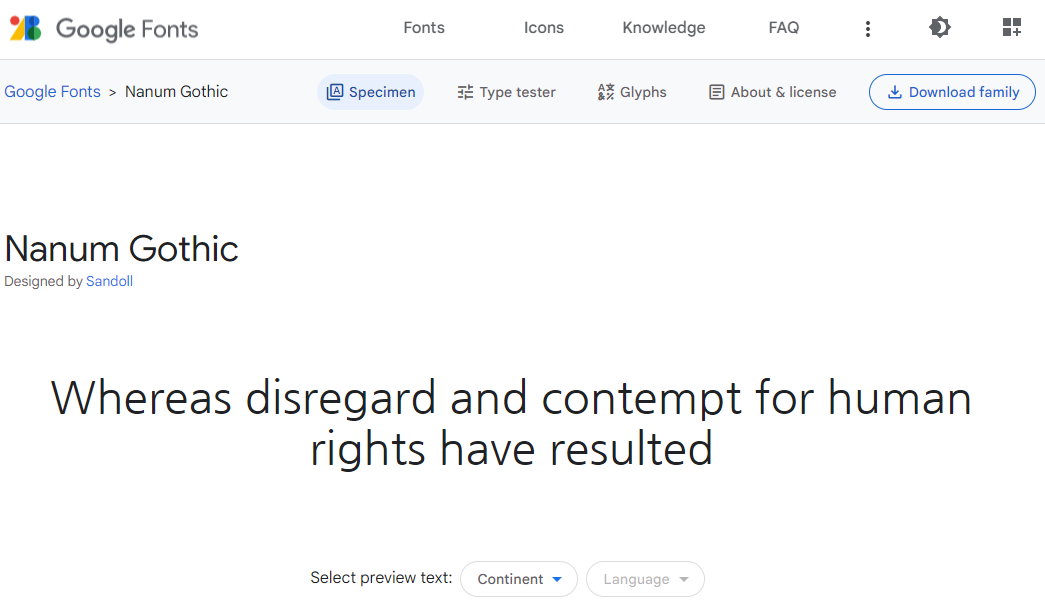 Google Fonts Fonts Icons Knowledge FAQ
Google Fonts > Nanum Gothic Specimen Type tester Glyphs About & license Download family
Nanum Gothic
Designed by Sandoll
Whereas disregard and contempt for human
rights have resulted
Select preview text: Continent Language